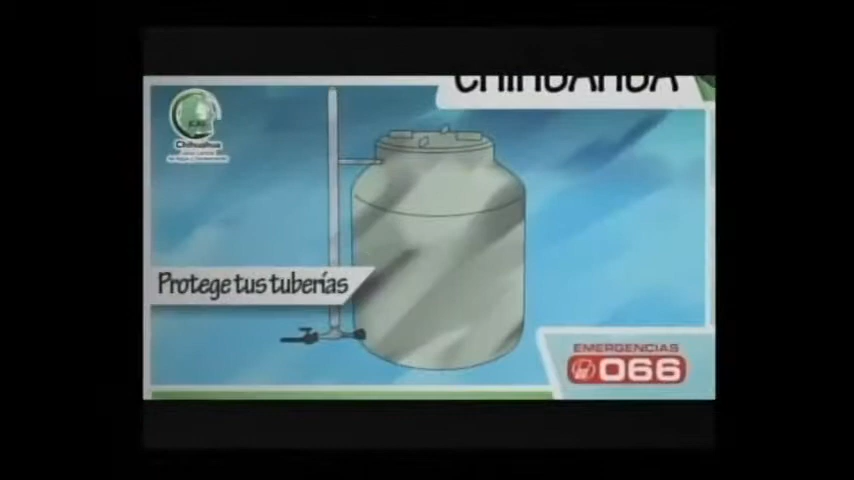 CHIHUAHUA
Chihuahua
Protege tus tuberías
EMERGENCIAS
066